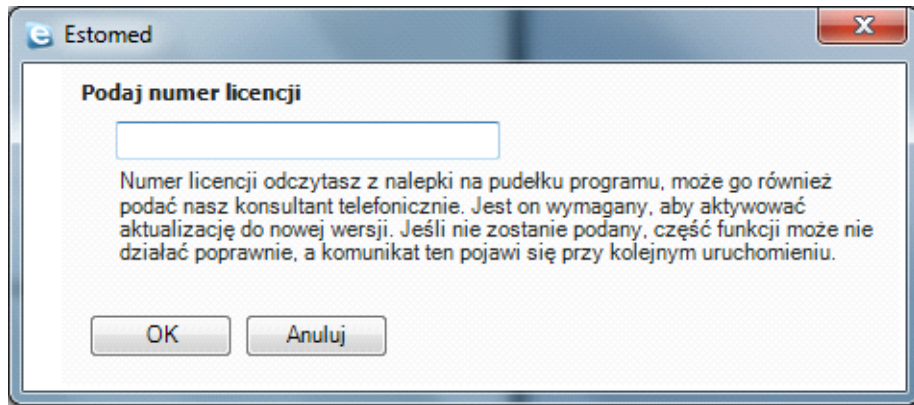 Estomed
Podaj numer licencji
Numer licencji odczytasz z nalepki na pudełku programu, może go również
podać nasz konsultant telefonicznie. Jest on wymagany, aby aktywować
aktualizację do nowej wersji. Jeśli nie zostanie podany, część funkcji może nie
działać poprawnie, a komunikat ten pojawi się przy kolejnym uruchomieniu.
OK Anuluj